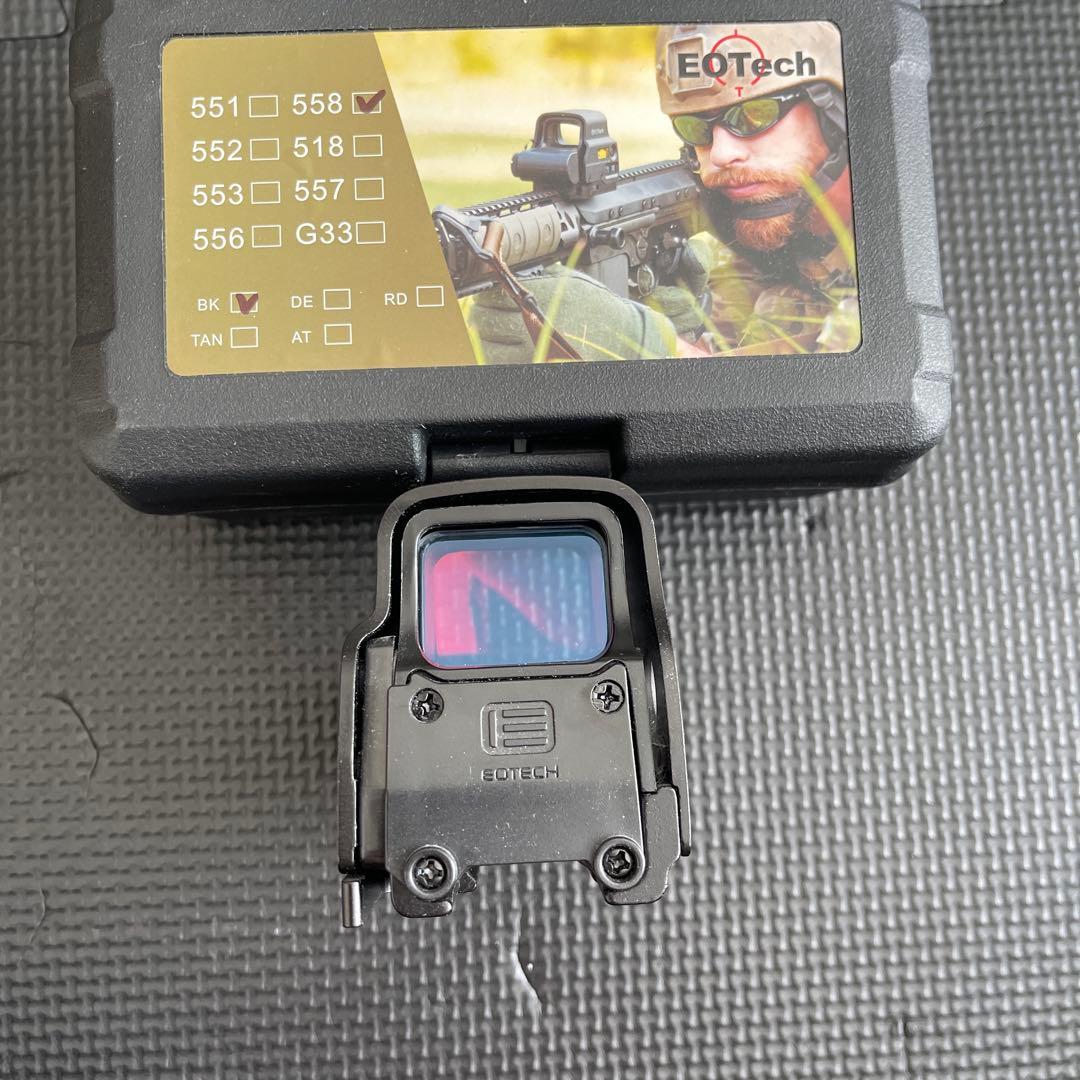 EOTech
T
551 558
552 518
553 557
556 G33
BK DE RD
TAN AT
EOTECH